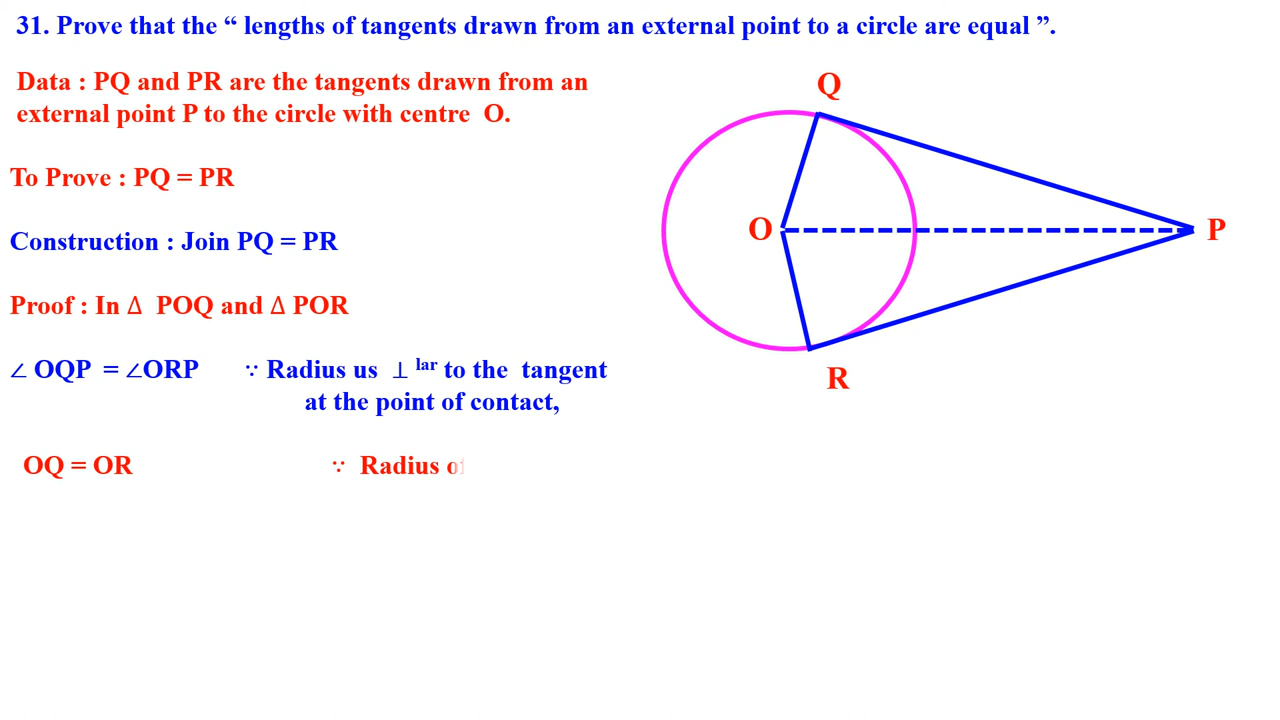 31. Prove that the “ lengths of tangents drawn from an external point to a circle are equal ”.
Data : PQ and PR are the tangents drawn from an
external point P to the circle with centre O.
To Prove : PQ = PR
Construction : Join PQ = PR
Proof : In Δ POQ and Δ POR
∠ OQP = ∠ORP ∵ Radius us ⊥ lar to the tangent
at the point of contact,
OQ = OR ∵ Radius of
Q
O
P
R